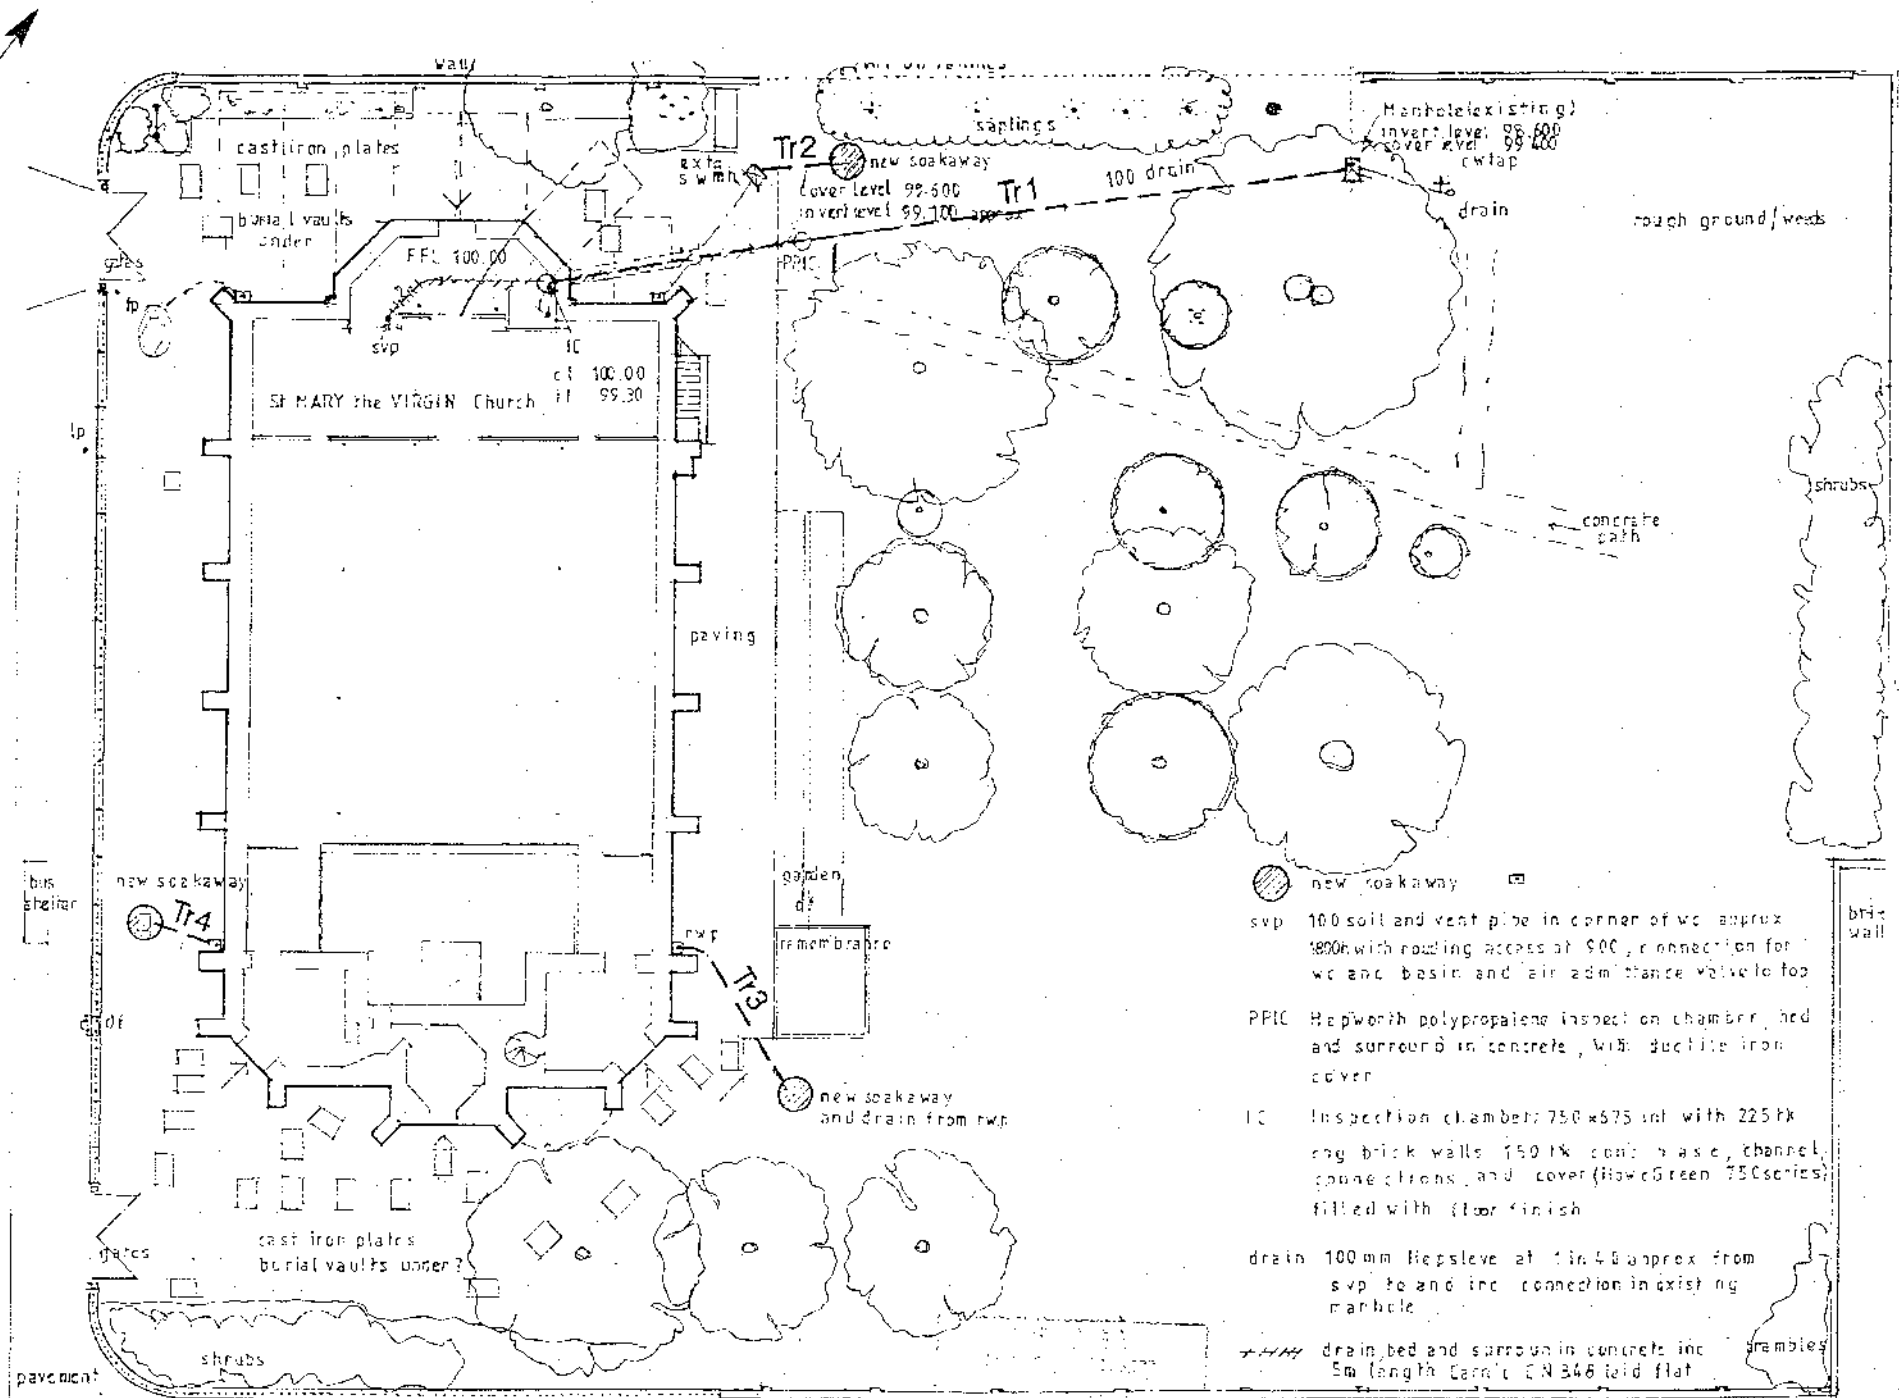 wall
saplings
Manhole(existing)
invert level 98.600
cover level 99.400
cwtap
cast iron plates
Tr2
new soakaway
cover level 99.600
invert level 99.100 approx
Tr1
100 drain
drain
rough ground/weeds
burial vaults
under
FFL 100.00
gates
PPIC
fp
svp
IC
cl 100.00
il 99.30
St MARY the VIRGIN Church
lp
shrubs
concrete
path
paving
bus
shelter
new soakaway
Tr4
garden
of
remembrance
rwp
Tr3
new soakaway
and drain from rwp
cast iron plates
burial vaults under?
gates
shrubs
pavement
new soakaway
svp 100 soil and vent pipe in corner of wc approx
with rodding access at 900, connection for
wc and basin and air admittance valve to top
PPIC Hepworth polypropalene inspection chamber, bed
and surround in concrete, with ductile iron
cover
IC Inspection chamber; 750 x 675 int with 225 tk
eng brick walls 150 tk conc base, channel,
connections, and cover (Howe Green 750 series)
filled with floor finish
drain 100 mm Hepsleve at 1 in 40 approx from
svp to and inc connection in existing
manhole
drain, bed and surroun in concrete inc
5m length laid flat
brick
wall
brambles